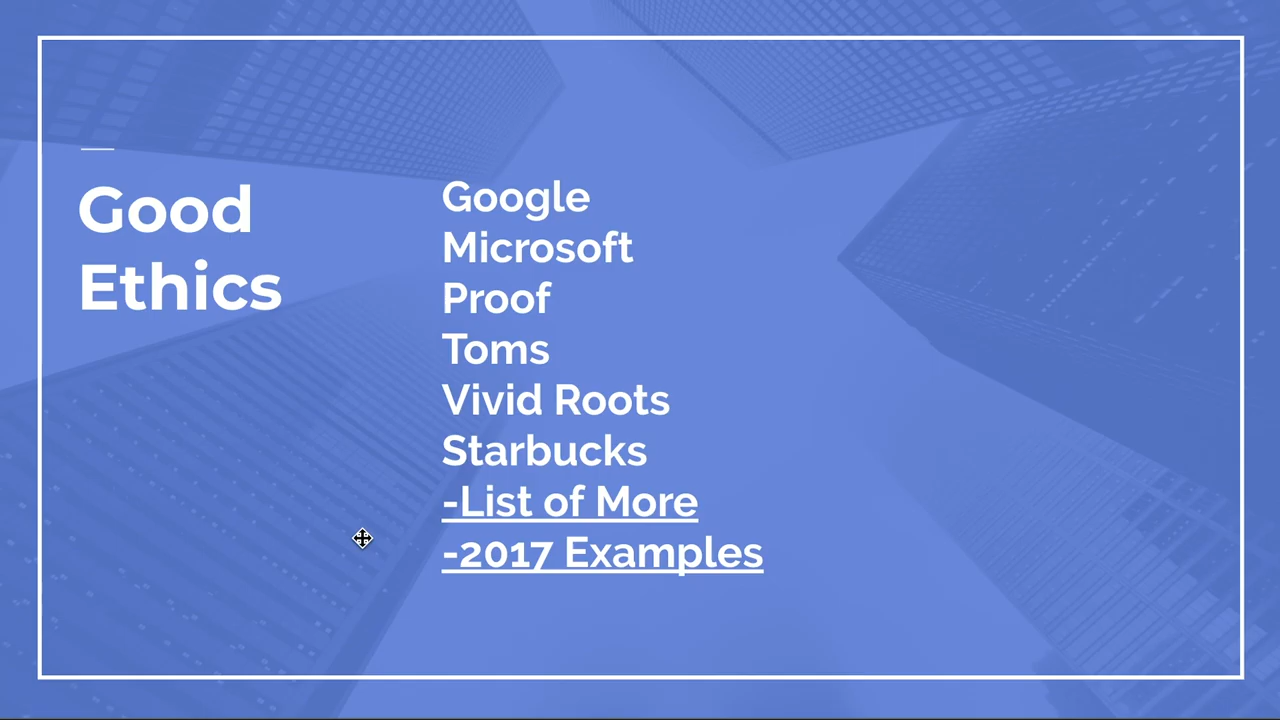 Good
Ethics
Google
Microsoft
Proof
Toms
Vivid Roots
Starbucks
-List of More
-2017 Examples